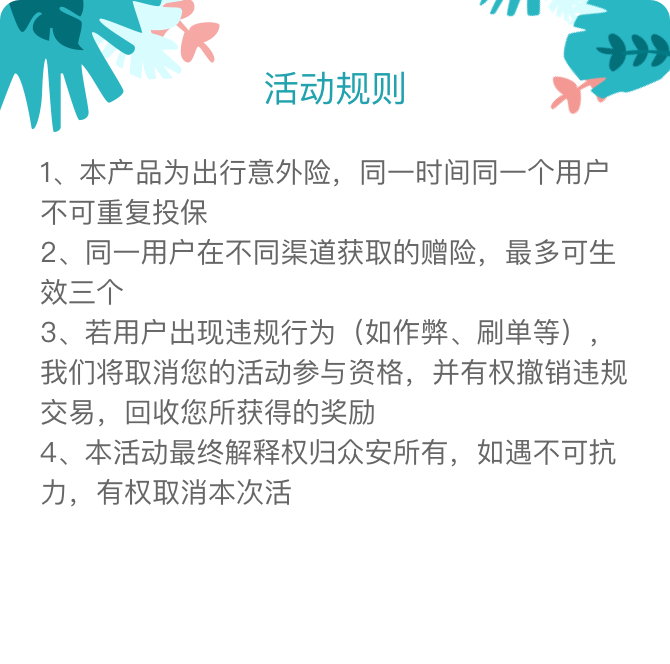 活动规则
1、本产品为出行意外险，同一时间同一个用户
不可重复投保
2、同一用户在不同渠道获取的赠险，最多可生
效三个
3、若用户出现违规行为（如作弊、刷单等），
我们将取消您的活动参与资格，并有权撤销违规
交易，回收您所获得的奖励
4、本活动最终解释权归众安所有，如遇不可抗
力，有权取消本次活